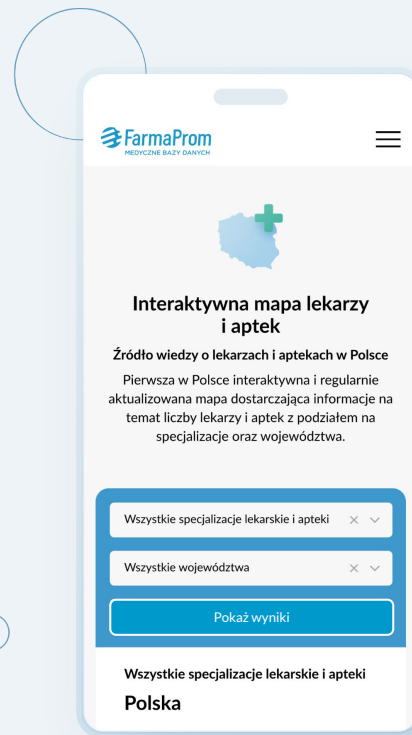 FarmaProm
MEDYCZNE BAZY DANYCH
Interaktywna mapa lekarzy
i aptek
Źródło wiedzy o lekarzach i aptekach w Polsce
Pierwsza w Polsce interaktywna i regularnie
aktualizowana mapa dostarczająca informacje na
temat liczby lekarzy i aptek z podziałem na
specjalizacje oraz województwa.
Wszystkie specjalizacje lekarskie i apteki
Wszystkie województwa
Pokaż wyniki
Wszystkie specjalizacje lekarskie i apteki
Polska